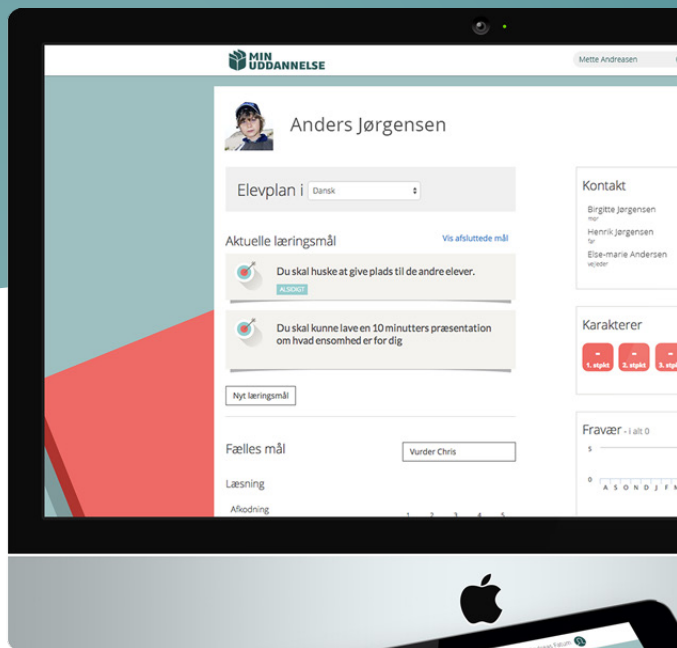 MIN
UDDANNELSE
Mette Andreasen
Anders Jørgensen
Elevplan i Dansk
Aktuelle læringsmål
Vis afsluttede mål
Du skal huske at give plads til de andre elever.
ALSIDIGT
Du skal kunne lave en 10 minutters præsentation
om hvad ensomhed er for dig
Nyt læringsmål
Fælles mål
Vurder Chris
Læsning
Afkodning
1 2 3 4 5
Kontakt
Birgitte Jørgensen
mor
Henrik Jørgensen
far
Else-marie Andersen
vejleder
Karakterer
- - -
1. stpkt 2. stpkt 3. stpkt
Fravær - i alt 0
5
0
A S O N D J F M
Fatum